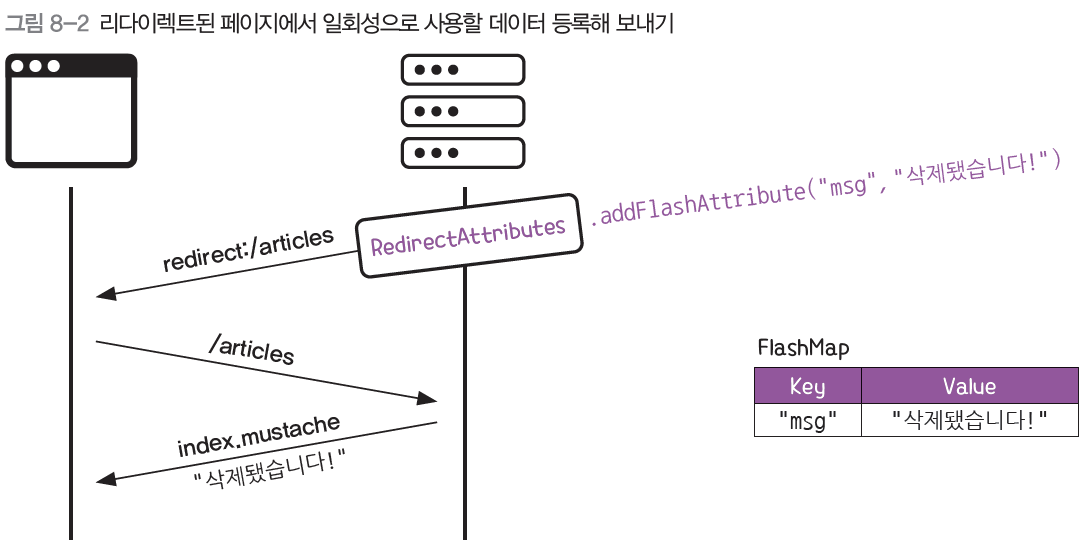 그림 8-2 리다이렉트된 페이지에서 일회성으로 사용할 데이터 등록해 보내기
RedirectAttributes .addFlashAttribute("msg","삭제됐습니다!")
redirect:/articles
/articles
index.mustache
"삭제됐습니다!"
FlashMap
Key Value
"msg" "삭제됐습니다!"